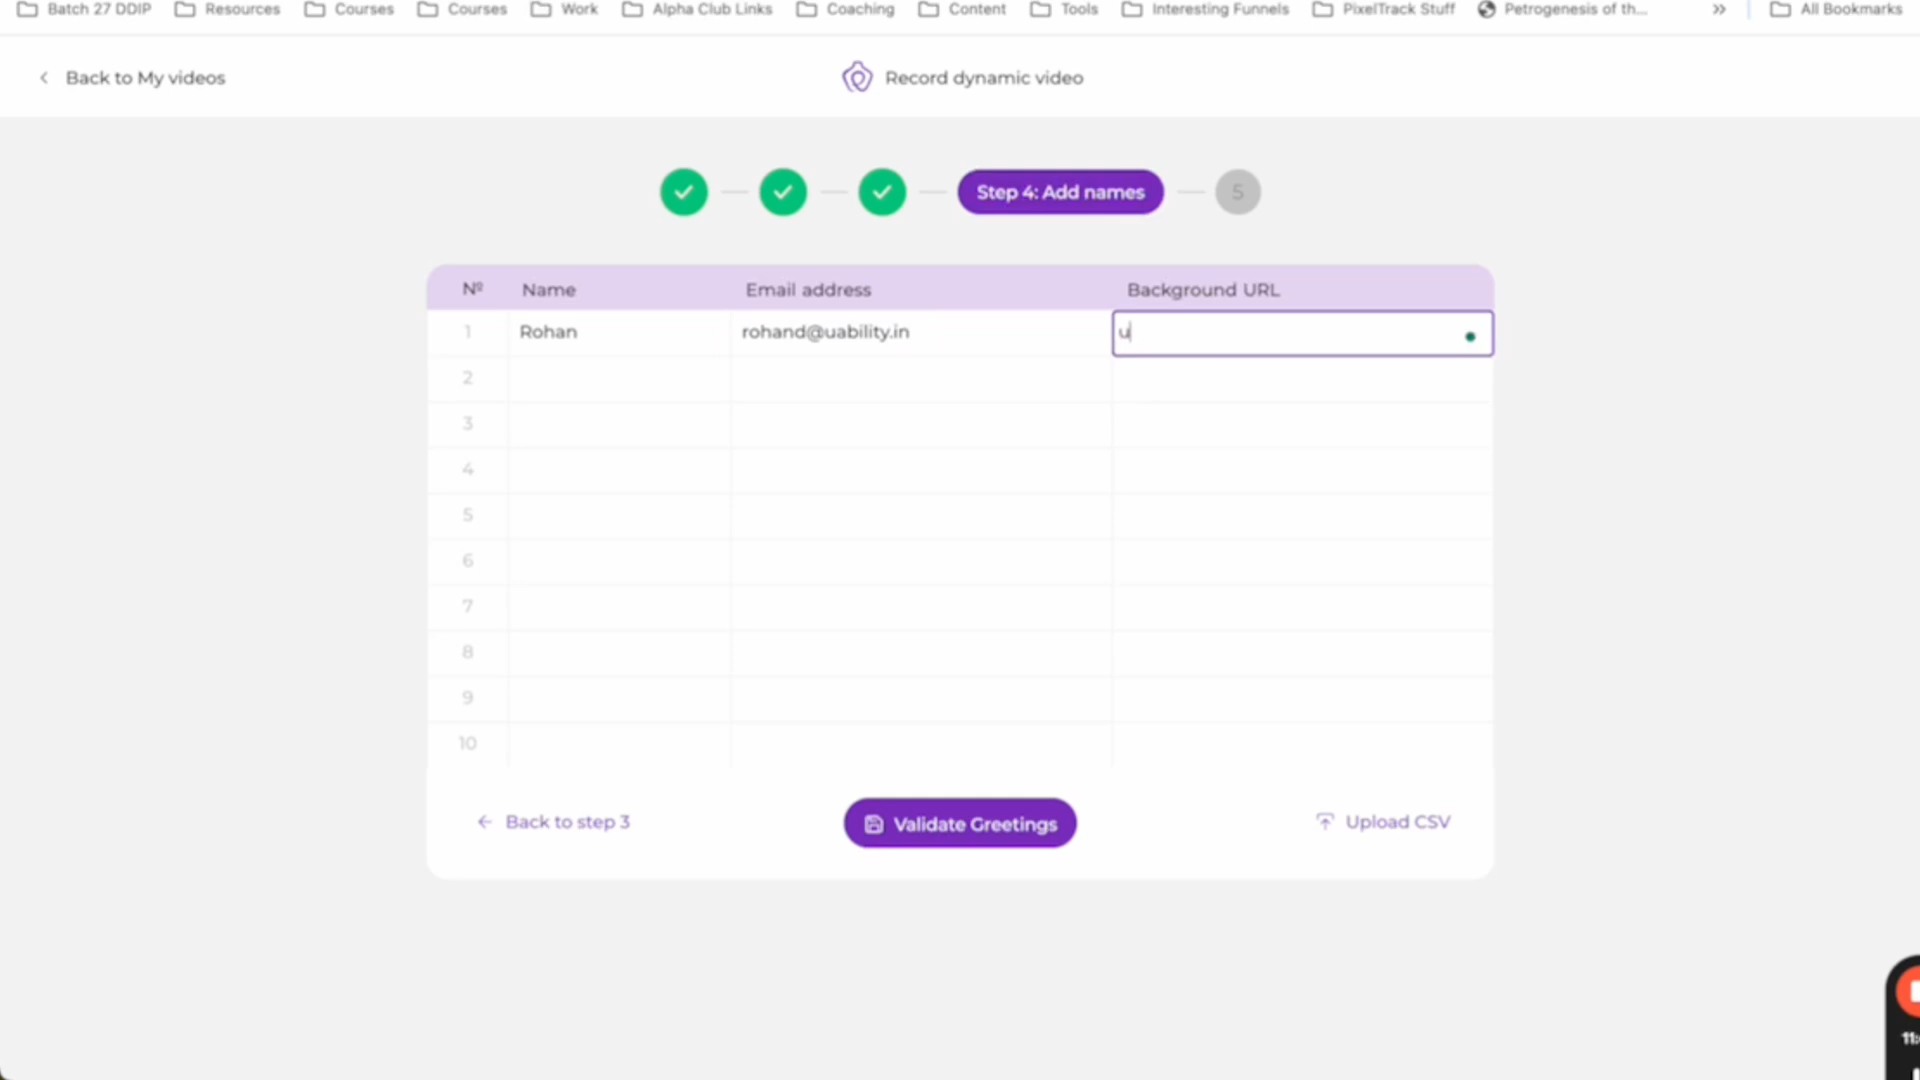 Batch 27 DDIP Resources Courses Courses Work Alpha Club Links Coaching Content Tools Interesting Funnels PixelTrack Stuff Petrogenesis of th... » All Bookmarks
Back to My videos
Record dynamic video
Step 4: Add names 5
Nº Name Email address Background URL
1 Rohan rohand@uability.in u
2
3
4
5
6
7
8
9
10
Back to step 3 Validate Greetings Upload CSV